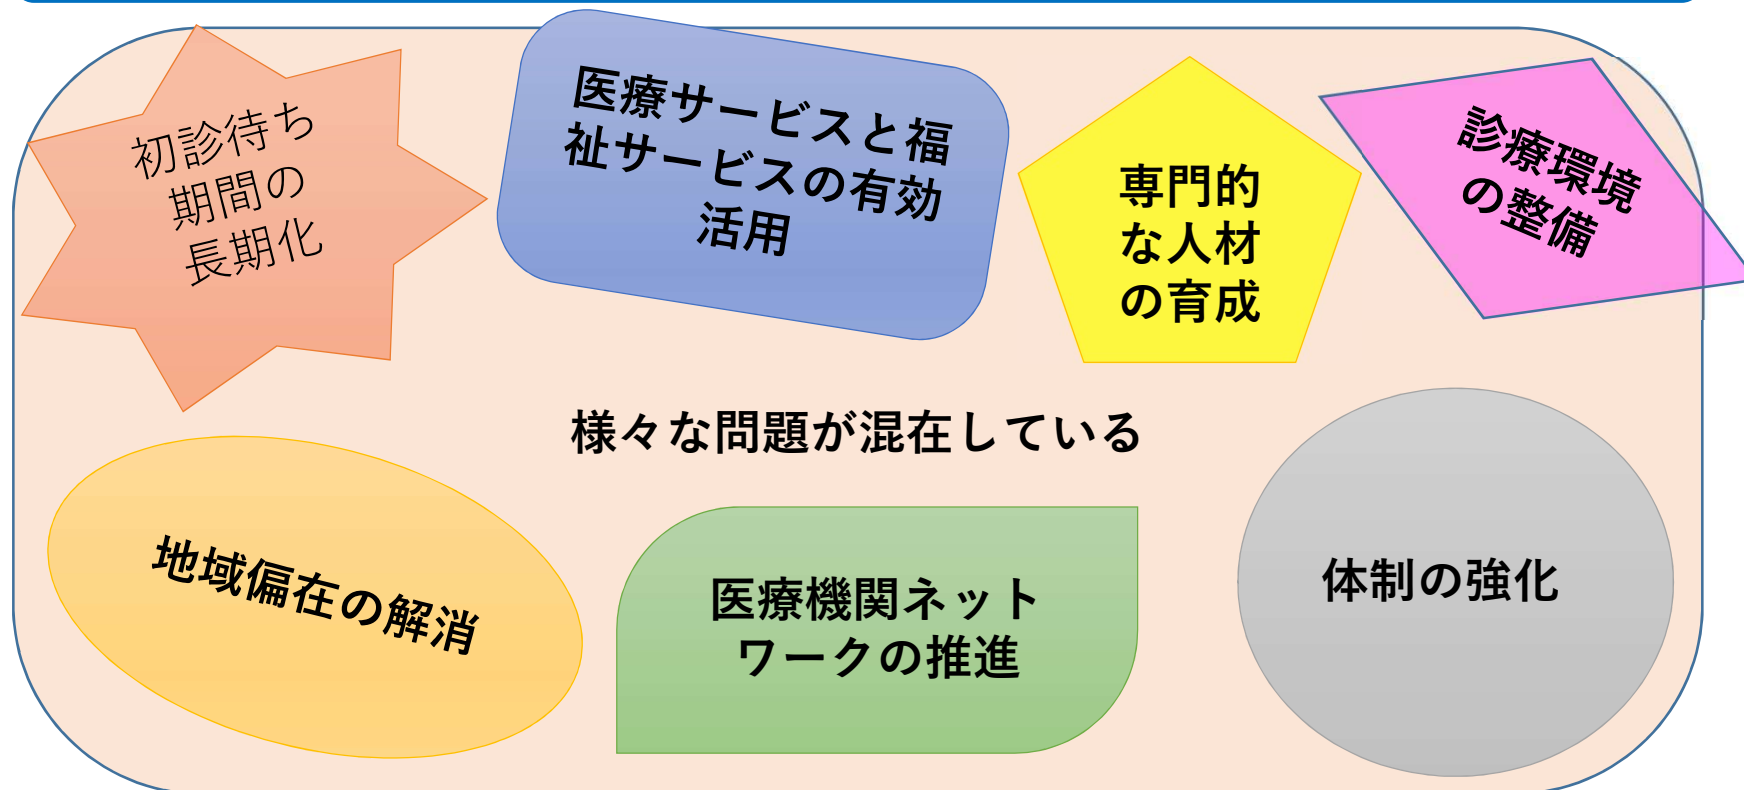 初診待ち
期間の
長期化
医療サービスと福
祉サービスの有効
活用
専門的
な人材
の育成
診療環境
の整備
様々な問題が混在している
地域偏在の解消
医療機関ネット
ワークの推進
体制の強化